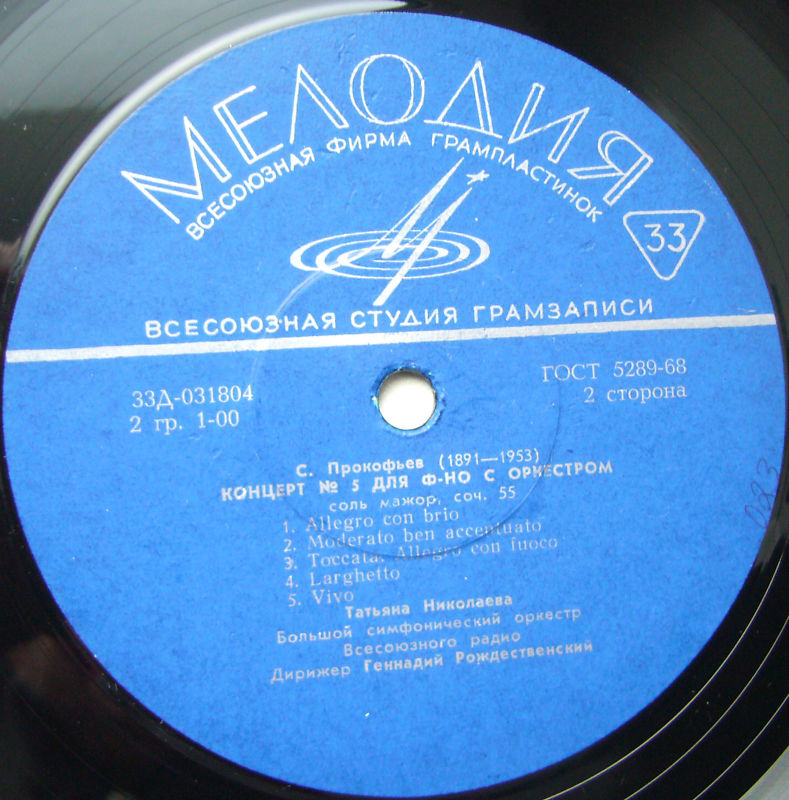 МЕЛОДИЯ
ВСЕСОЮЗНАЯ ФИРМА ГРАМПЛАСТИНОК
33
ВСЕСОЮЗНАЯ СТУДИЯ ГРАМЗАПИСИ
33Д-031804
2 гр. 1-00
ГОСТ 5289-68
2 сторона
С. Прокофьев (1891—1953)
КОНЦЕРТ № 5 ДЛЯ Ф-НО С ОРКЕСТРОМ
соль мажор, соч. 55
1. Allegro con brio
2. Moderato ben accentuato
3. Toccata. Allegro con fuoco
4. Larghetto
5. Vivo
Татьяна Николаева
Большой симфонический оркестр
Всесоюзного радио
Дирижер Геннадий Рождественский